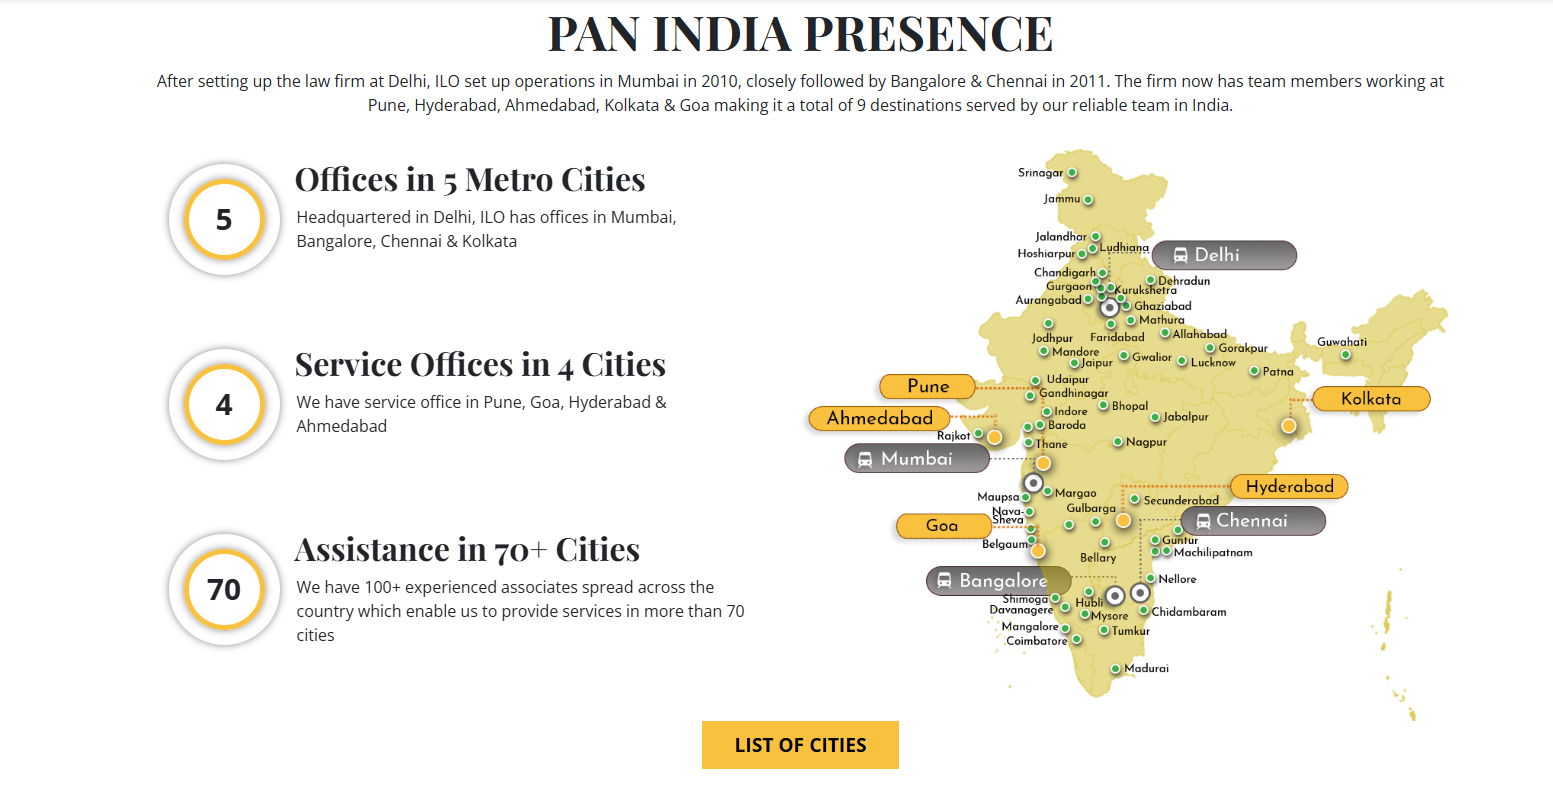 PAN INDIA PRESENCE
After setting up the law firm at Delhi, ILO set up operations in Mumbai in 2010, closely followed by Bangalore & Chennai in 2011. The firm now has team members working at
Pune, Hyderabad, Ahmedabad, Kolkata & Goa making it a total of 9 destinations served by our reliable team in India.
5
Offices in 5 Metro Cities
Headquartered in Delhi, ILO has offices in Mumbai,
Bangalore, Chennai & Kolkata
4
Service Offices in 4 Cities
We have service office in Pune, Goa, Hyderabad &
Ahmedabad
70
Assistance in 70+ Cities
We have 100+ experienced associates spread across the
country which enable us to provide services in more than 70
cities
Srinagar
Jammu
Jalandhar
Ludhiana
Hoshiarpur
Delhi
Chandigarh
Dehradun
Gurgaon
Kurukshetra
Aurangabad
Ghaziabad
Mathura
Jodhpur
Faridabad
Allahabad
Guwahati
Mandore
Gorakpur
Jaipur
Gwalior
Lucknow
Patna
Udaipur
Pune
Gandhinagar
Kolkata
Bhopal
Indore
Ahmedabad
Jabalpur
Baroda
Rajkot
Thane
Nagpur
Mumbai
Hyderabad
Maupsa
Margao
Secunderabad
Nava-
Sheva
Gulbarga
Chennai
Goa
Belgaum
Guntur
Machilipatnam
Bellary
Bangalore
Nellore
Shimoga
Hubli
Davanagere
Mysore
Chidambaram
Mangalore
Tumkur
Coimbatore
Madurai
LIST OF CITIES